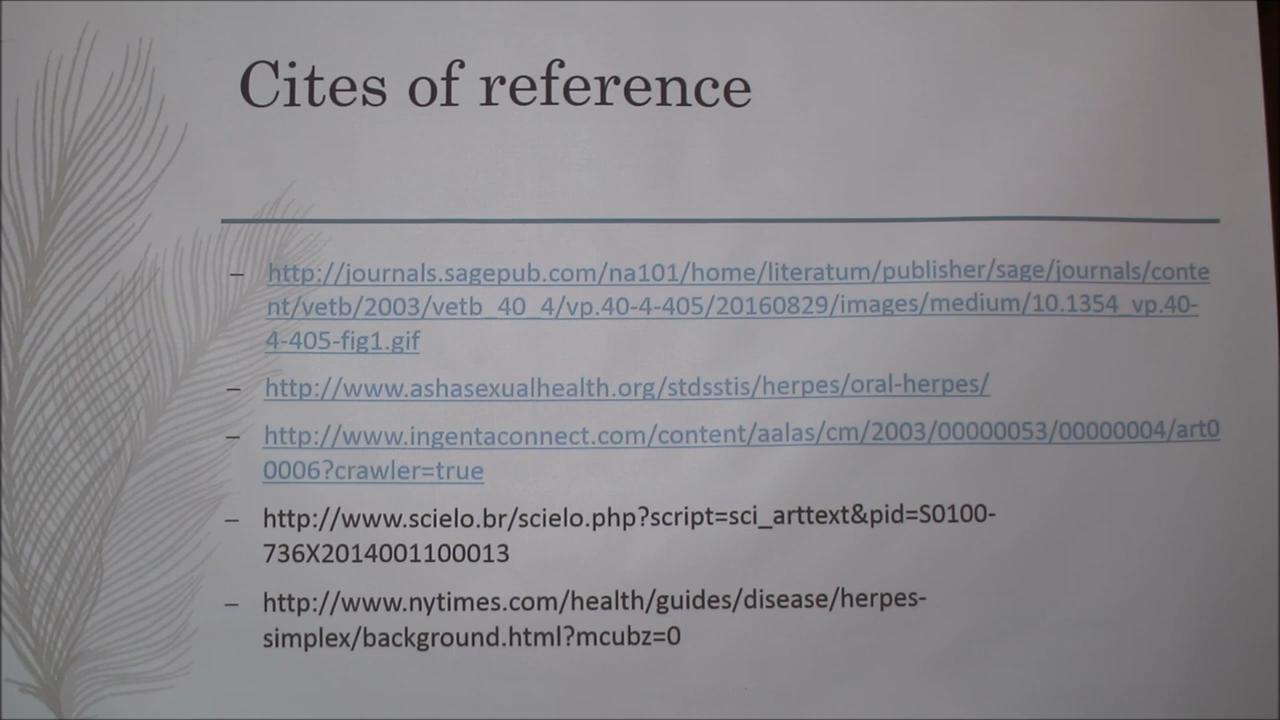 Cites of reference
– http://journals.sagepub.com/na101/home/literatum/publisher/sage/journals/conte
nt/vetb/2003/vetb_40_4/vp.40-4-405/20160829/images/medium/10.1354_vp.40-
4-405-fig1.gif
– http://www.ashasexualhealth.org/stdsstis/herpes/oral-herpes/
– http://www.ingentaconnect.com/content/aalas/cm/2003/00000053/00000004/art0
0006?crawler=true
– http://www.scielo.br/scielo.php?script=sci_arttext&pid=S0100-
736X2014001100013
– http://www.nytimes.com/health/guides/disease/herpes-
simplex/background.html?mcubz=0